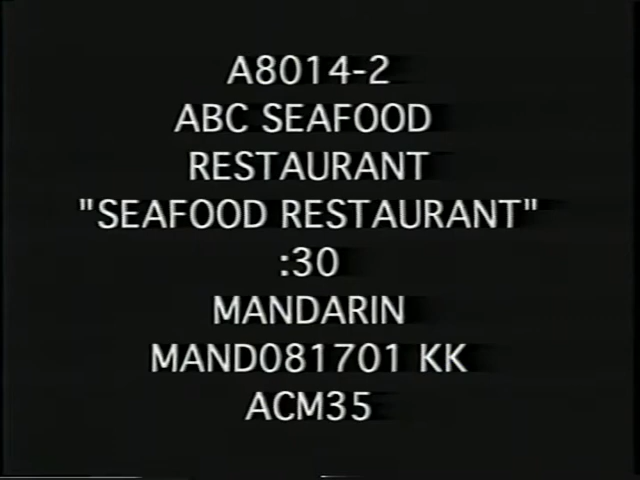 A8014-2
ABC SEAFOOD
RESTAURANT
"SEAFOOD RESTAURANT"
:30
MANDARIN
MAND081701 KK
ACM35